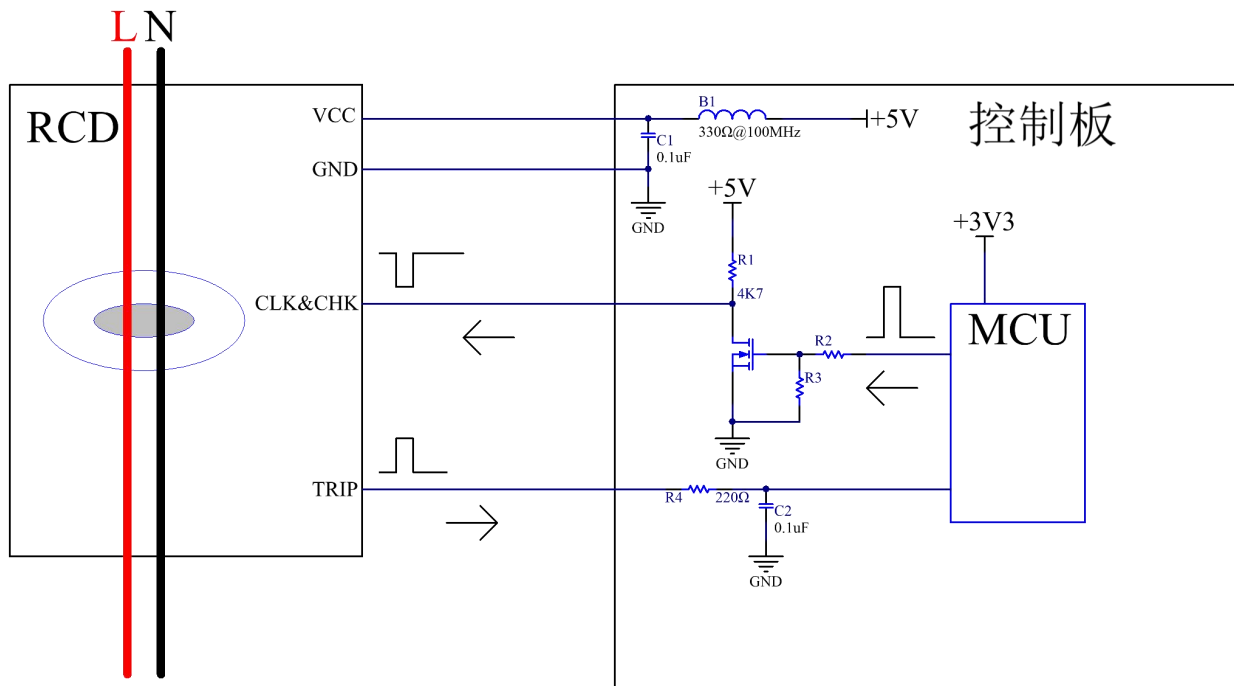 L N
RCD
VCC
GND
CLK&CHK
TRIP
控制板
B1
330Ω@100MHz
+5V
C1
0.1uF
GND
+5V
R1
4K7
R2
R3
GND
+3V3
MCU
R4
220Ω
C2
0.1uF
GND